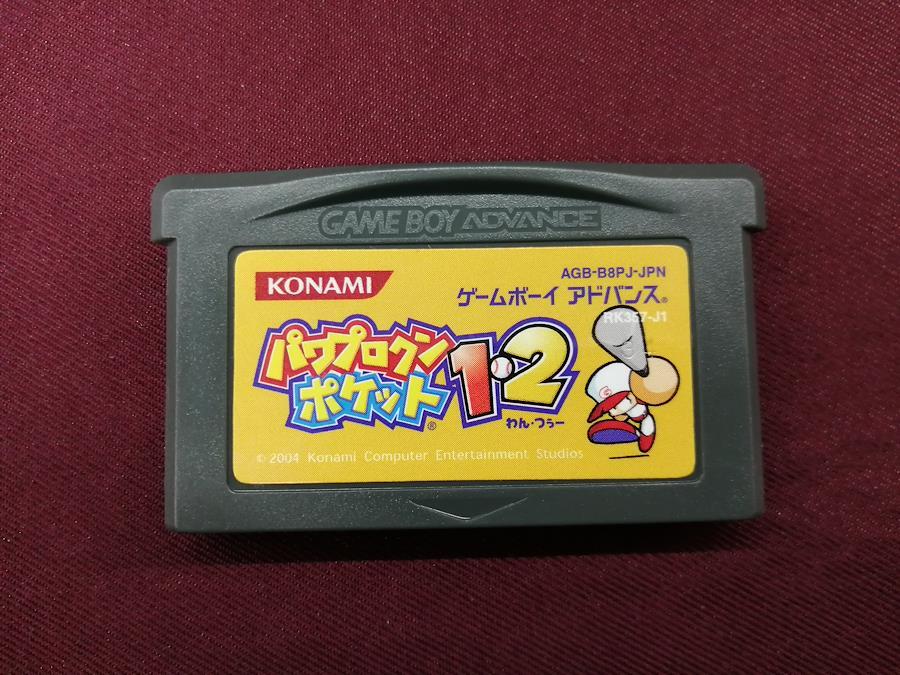 GAME BOY ADVANCE
KONAMI
AGB-B8PJ-JPN
ゲームボーイ アドバンス®
RK357-J1
パワプロクン
ポケット®
1・2
わん・つぅー
© 2004 Konami Computer Entertainment Studios
G